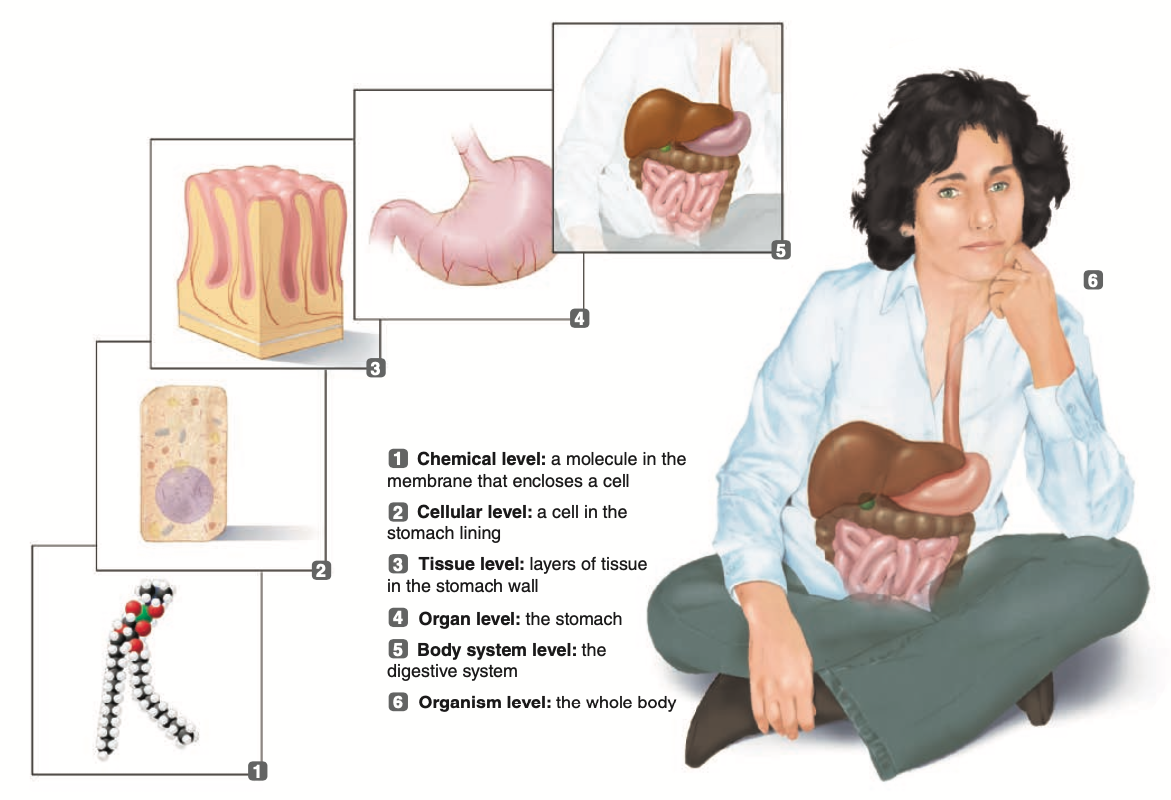 5
6
4
3
1 Chemical level: a molecule in the
membrane that encloses a cell
2 Cellular level: a cell in the
stomach lining
3 Tissue level: layers of tissue
in the stomach wall
2
4 Organ level: the stomach
5 Body system level: the
digestive system
6 Organism level: the whole body
1